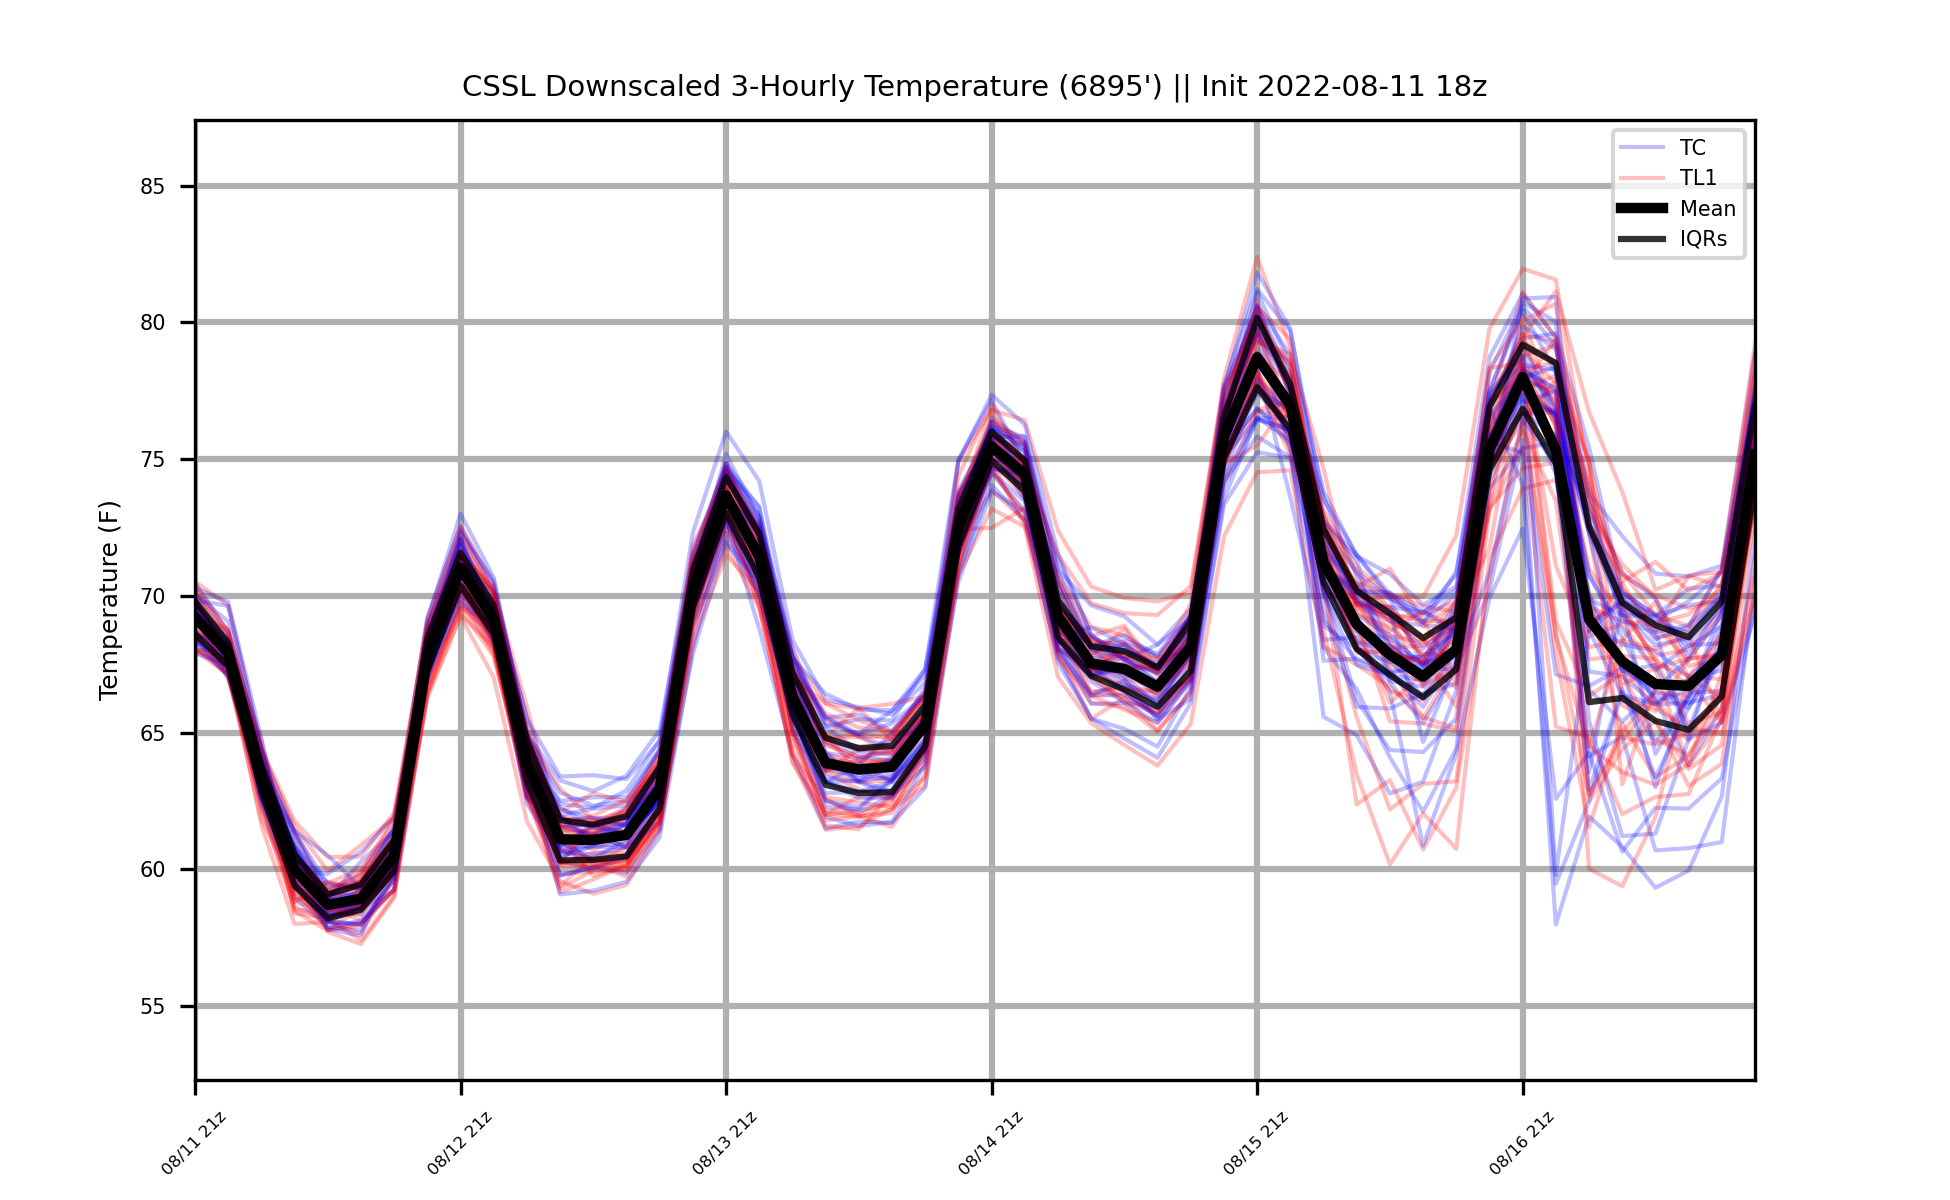 CSSL Downscaled 3-Hourly Temperature (6895') || Init 2022-08-11 18z
TC
TL1
Mean
IQRs
Temperature (F)
85
80
75
70
65
60
55
08/11 21z
08/12 21z
08/13 21z
08/14 21z
08/15 21z
08/16 21z